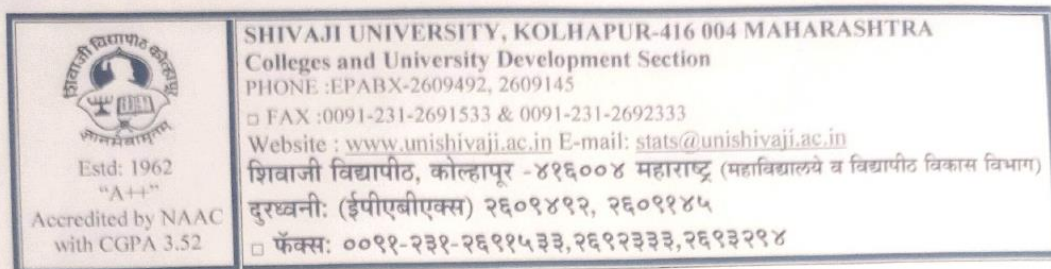 शिवाजी विद्यापीठ कोल्हापूर
ज्ञानमेवामृतम्
Estd: 1962
“A++”
Accredited by NAAC
with CGPA 3.52
SHIVAJI UNIVERSITY, KOLHAPUR-416 004 MAHARASHTRA
Colleges and University Development Section
PHONE :EPABX-2609492, 2609145
□ FAX :0091-231-2691533 & 0091-231-2692333
Website : www.unishivaji.ac.in E-mail: stats@unishivaji.ac.in
शिवाजी विद्यापीठ, कोल्हापूर -४१६००४ महाराष्ट्र (महाविद्यालये व विद्यापीठ विकास विभाग)
दुरध्वनी: (ईपीएबीएक्स) २६०९४९२, २६०९१४५
□ फॅक्स: ००९१-२३१-२६९१५३३,२६९२३३३,२६९३२९४